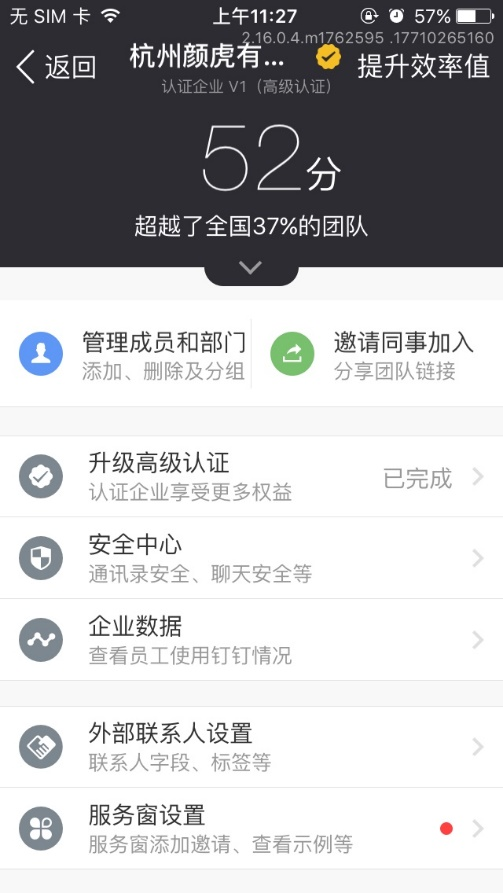 无 SIM 卡 上午11:27 57%
2.16.0.4.m1762595 .17710265160
返回 杭州颜虎有... 提升效率值
认证企业 V1（高级认证）
52分
超越了全国37%的团队
管理成员和部门 邀请同事加入
添加、删除及分组 分享团队链接
升级高级认证
认证企业享受更多权益 已完成
安全中心
通讯录安全、聊天安全等
企业数据
查看员工使用钉钉情况
外部联系人设置
联系人字段、标签等
服务窗设置
服务窗添加邀请、查看示例等